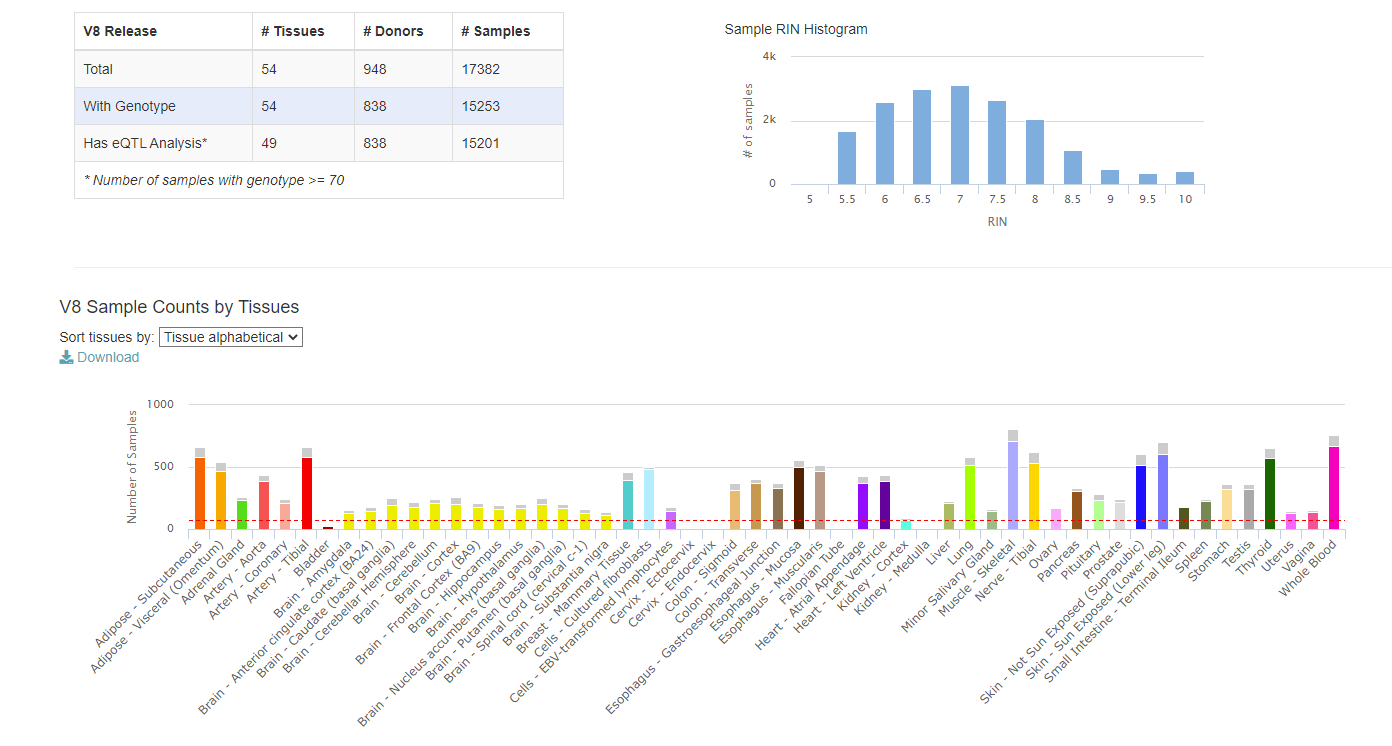 V8 Release # Tissues # Donors # Samples
Total 54 948 17382
With Genotype 54 838 15253
Has eQTL Analysis* 49 838 15201
* Number of samples with genotype >= 70
Sample RIN Histogram
4k
2k
0
# of samples
5 5.5 6 6.5 7 7.5 8 8.5 9 9.5 10
RIN
V8 Sample Counts by Tissues
Sort tissues by: Tissue alphabetical
Download
1000
500
0
Number of Samples
Adipose - Subcutaneous
Adipose - Visceral (Omentum)
Adrenal Gland
Artery - Aorta
Artery - Coronary
Artery - Tibial
Bladder
Brain - Amygdala
Brain - Anterior cingulate cortex (BA24)
Brain - Caudate (basal ganglia)
Brain - Cerebellar Hemisphere
Brain - Cerebellum
Brain - Cortex
Brain - Frontal Cortex (BA9)
Brain - Hippocampus
Brain - Hypothalamus
Brain - Nucleus accumbens (basal ganglia)
Brain - Putamen (basal ganglia)
Brain - Spinal cord (cervical c-1)
Brain - Substantia nigra
Breast - Mammary Tissue
Cells - Cultured fibroblasts
Cells - EBV-transformed lymphocytes
Cervix - Ectocervix
Cervix - Endocervix
Colon - Sigmoid
Colon - Transverse
Esophagus - Gastroesophageal Junction
Esophagus - Mucosa
Esophagus - Muscularis
Fallopian Tube
Heart - Atrial Appendage
Heart - Left Ventricle
Kidney - Cortex
Kidney - Medulla
Liver
Lung
Minor Salivary Gland
Muscle - Skeletal
Nerve - Tibial
Ovary
Pancreas
Pituitary
Prostate
Skin - Not Sun Exposed (Suprapubic)
Skin - Sun Exposed (Lower leg)
Small Intestine - Terminal Ileum
Spleen
Stomach
Testis
Thyroid
Uterus
Vagina
Whole Blood